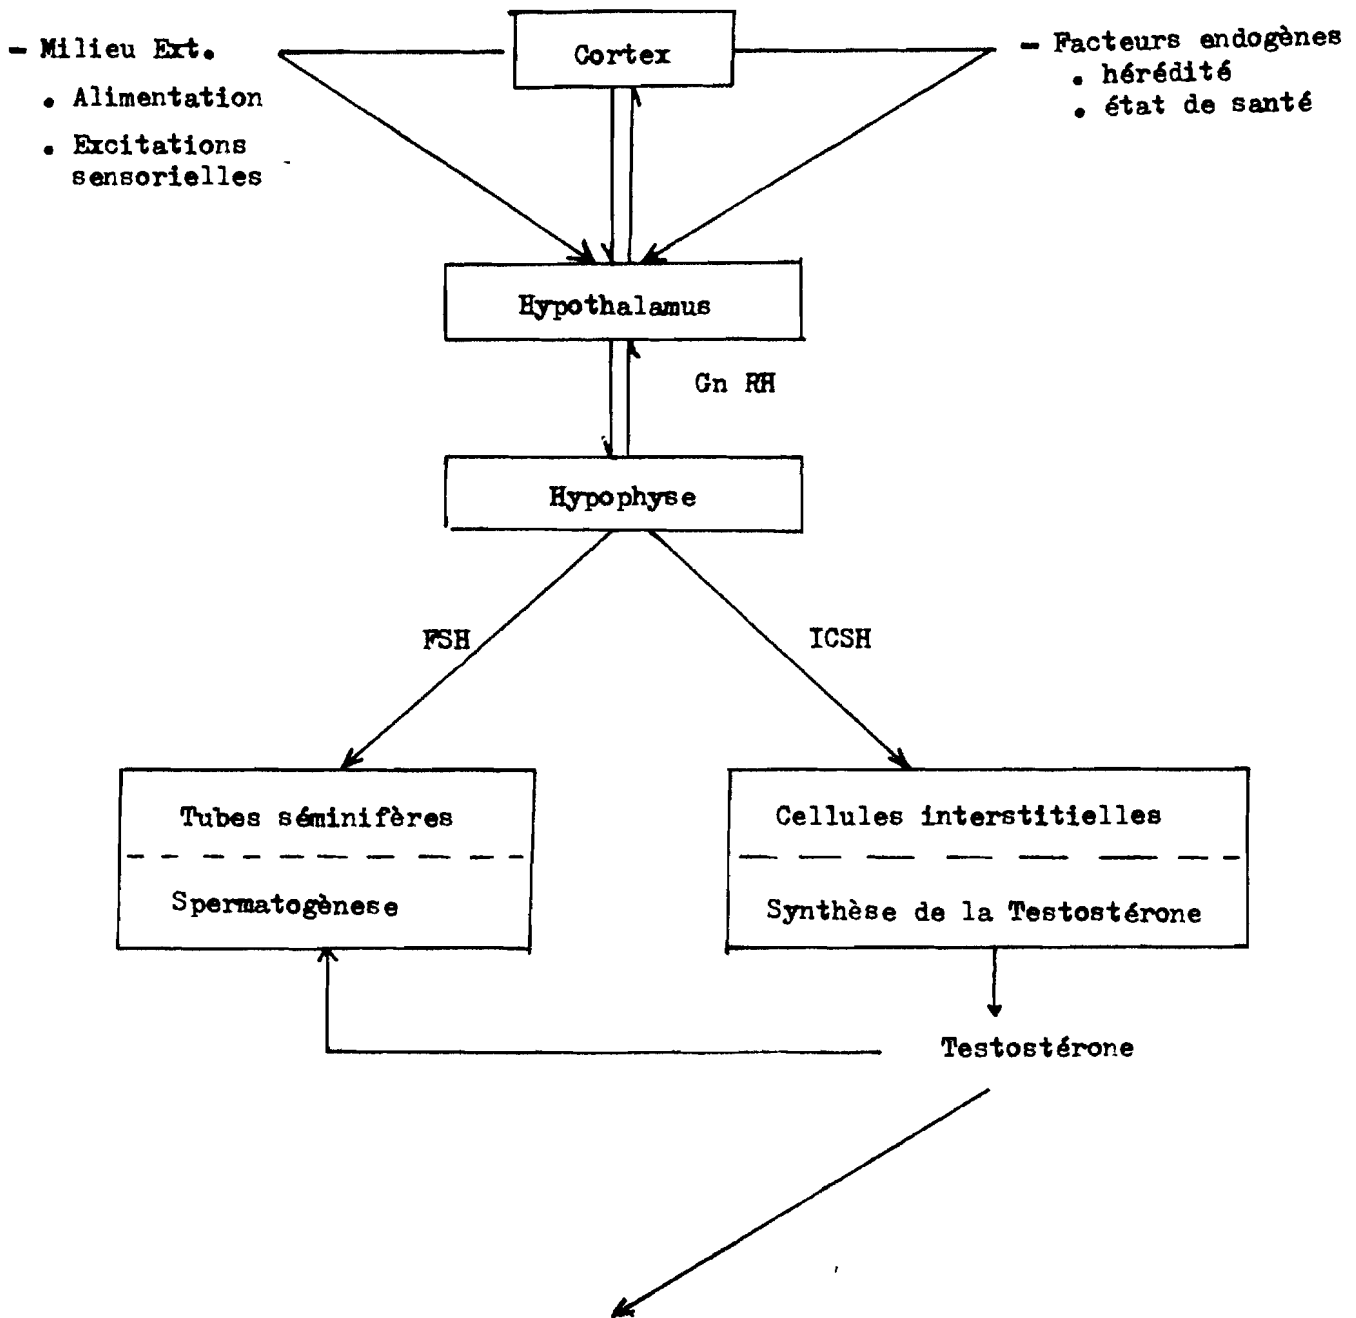 Cortex
- Milieu Ext.
. Alimentation
. Excitations
sensorielles
- Facteurs endogènes
. hérédité
. état de santé
Hypothalamus
Gn RH
Hypophyse
FSH
ICSH
Tubes séminifères
Spermatogènese
Cellules interstitielles
Synthèse de la Testostérone
Testostérone